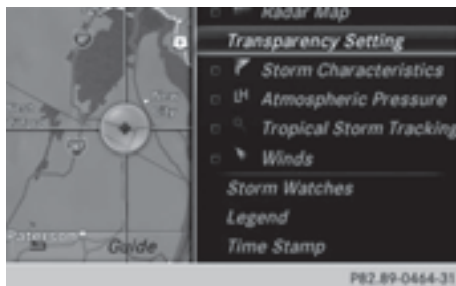 Radar Map
Transparency Setting
Storm Characteristics
LH Atmospheric Pressure
Tropical Storm Tracking
Winds
Storm Watches
Legend
Time Stamp
Paterson
Guide
P82.89-0464-31